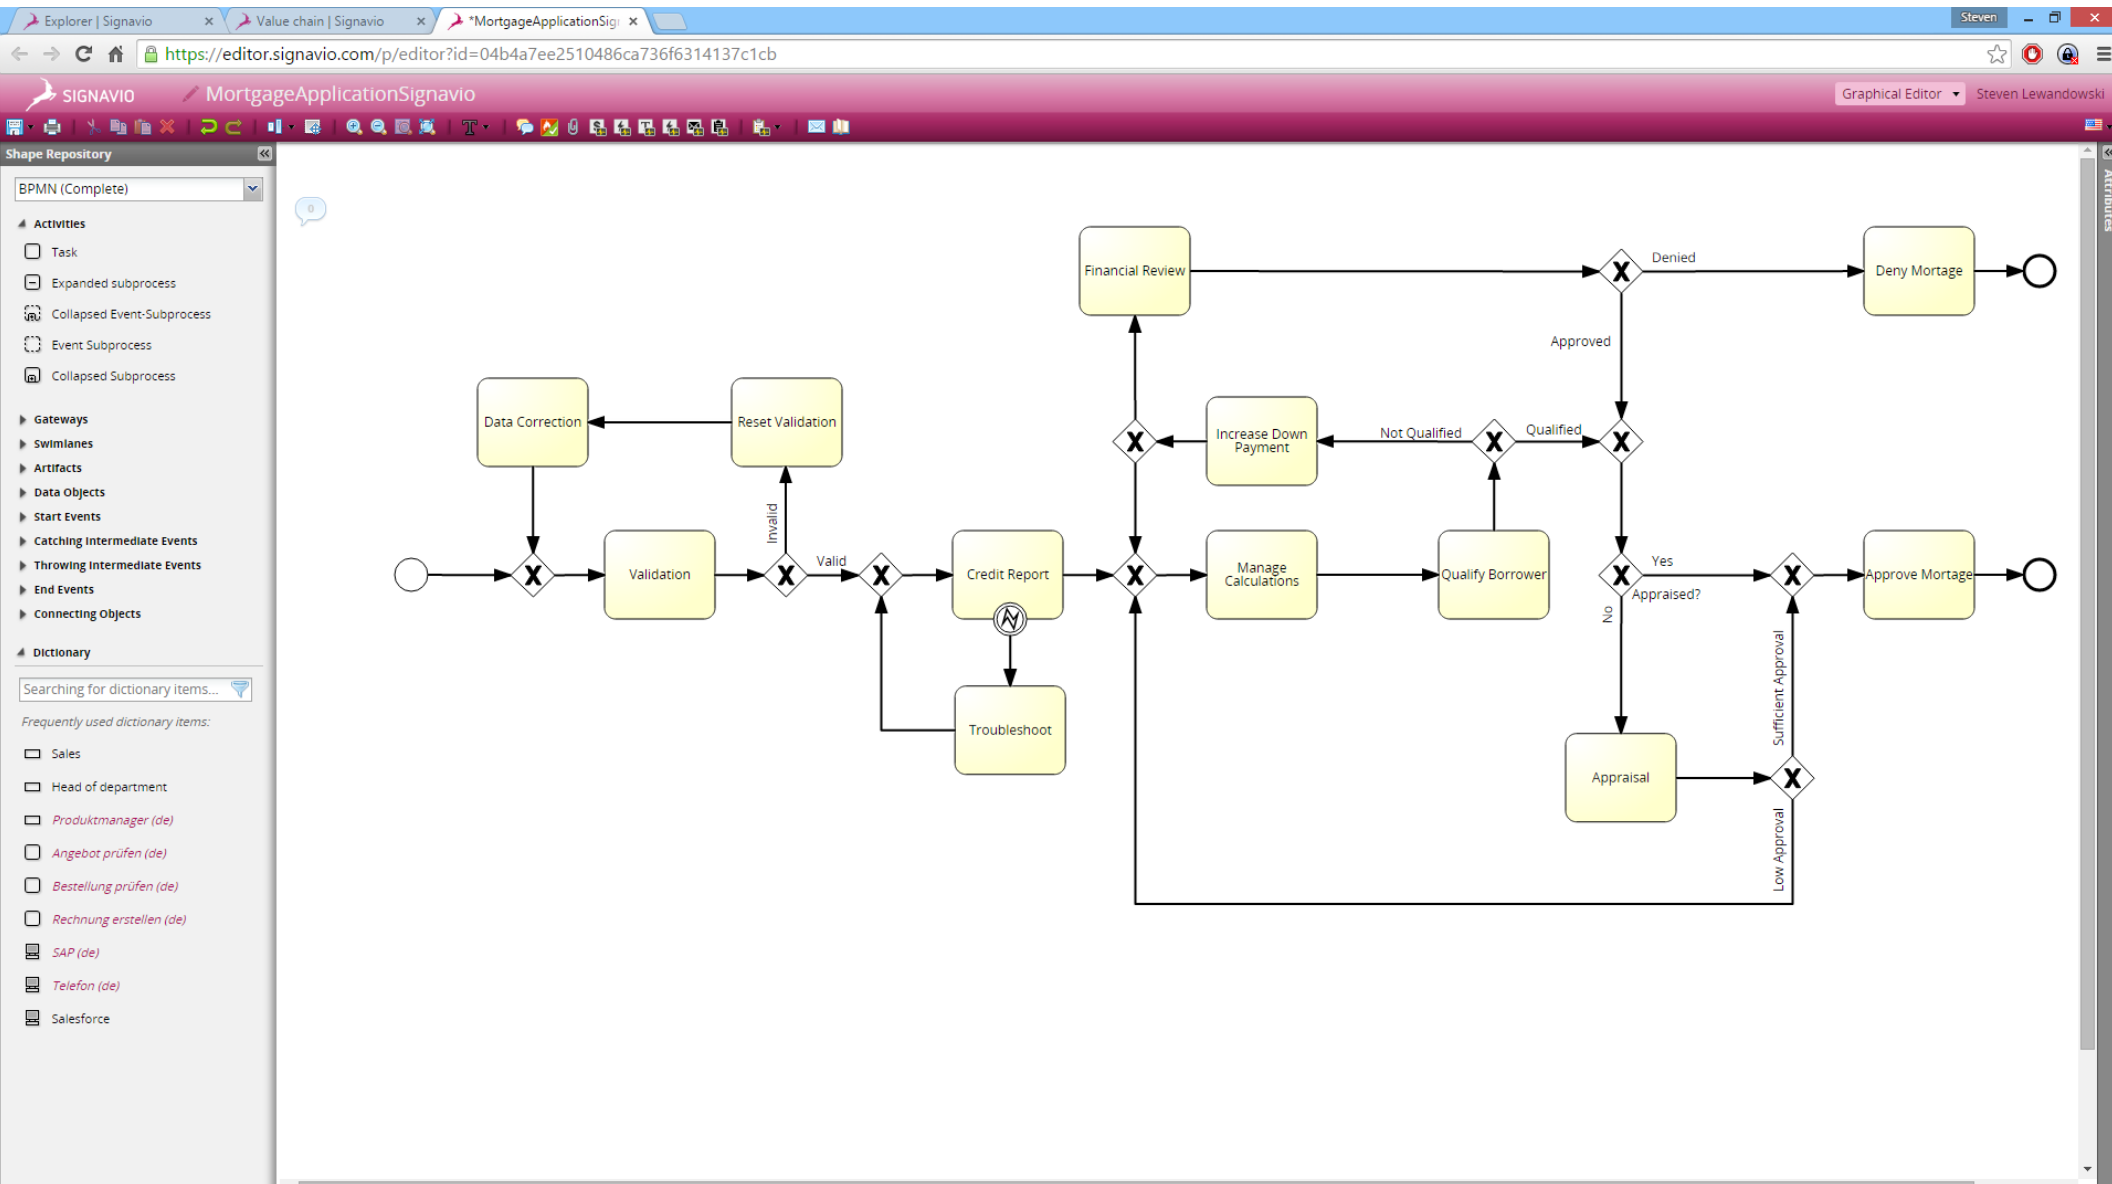 Explorer | Signavio
Value chain | Signavio
*MortgageApplicationSig
Steven
https://editor.signavio.com/p/editor?id=04b4a7ee2510486ca736f6314137c1cb
SIGNAVIO
MortgageApplicationSignavio
Graphical Editor
Steven Lewandowski
Shape Repository
Attributes
BPMN (Complete)
Activities
Task
Expanded subprocess
Collapsed Event-Subprocess
Event Subprocess
Collapsed Subprocess
Gateways
Swimlanes
Artifacts
Data Objects
Start Events
Catching Intermediate Events
Throwing Intermediate Events
End Events
Connecting Objects
Dictionary
Searching for dictionary items...
Frequently used dictionary items:
Sales
Head of department
Produktmanager (de)
Angebot prüfen (de)
Bestellung prüfen (de)
Rechnung erstellen (de)
SAP (de)
Telefon (de)
Salesforce
0
Financial Review
Denied
Deny Mortage
Approved
Data Correction
Reset Validation
Increase Down
Payment
Not Qualified
Qualified
Invalid
Validation
Valid
Credit Report
Manage
Calculations
Qualify Borrower
Yes
Appraised?
No
Approve Mortage
Troubleshoot
Sufficient Approval
Appraisal
Low Approval